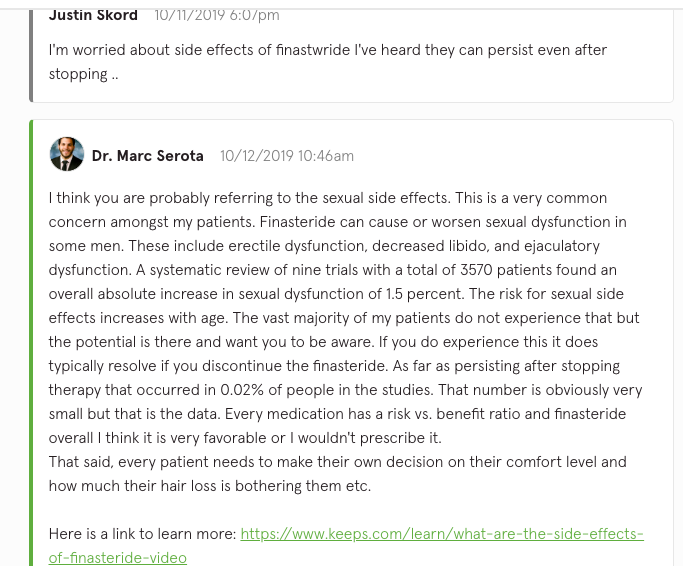 Justin Skord 10/11/2019 6:07pm
I'm worried about side effects of finastwride I've heard they can persist even after
stopping ..
Dr. Marc Serota 10/12/2019 10:46am
I think you are probably referring to the sexual side effects. This is a very common
concern amongst my patients. Finasteride can cause or worsen sexual dysfunction in
some men. These include erectile dysfunction, decreased libido, and ejaculatory
dysfunction. A systematic review of nine trials with a total of 3570 patients found an
overall absolute increase in sexual dysfunction of 1.5 percent. The risk for sexual side
effects increases with age. The vast majority of my patients do not experience that but
the potential is there and want you to be aware. If you do experience this it does
typically resolve if you discontinue the finasteride. As far as persisting after stopping
therapy that occurred in 0.02% of people in the studies. That number is obviously very
small but that is the data. Every medication has a risk vs. benefit ratio and finasteride
overall I think it is very favorable or I wouldn't prescribe it.
That said, every patient needs to make their own decision on their comfort level and
how much their hair loss is bothering them etc.
Here is a link to learn more: https://www.keeps.com/learn/what-are-the-side-effects-
of-finasteride-video